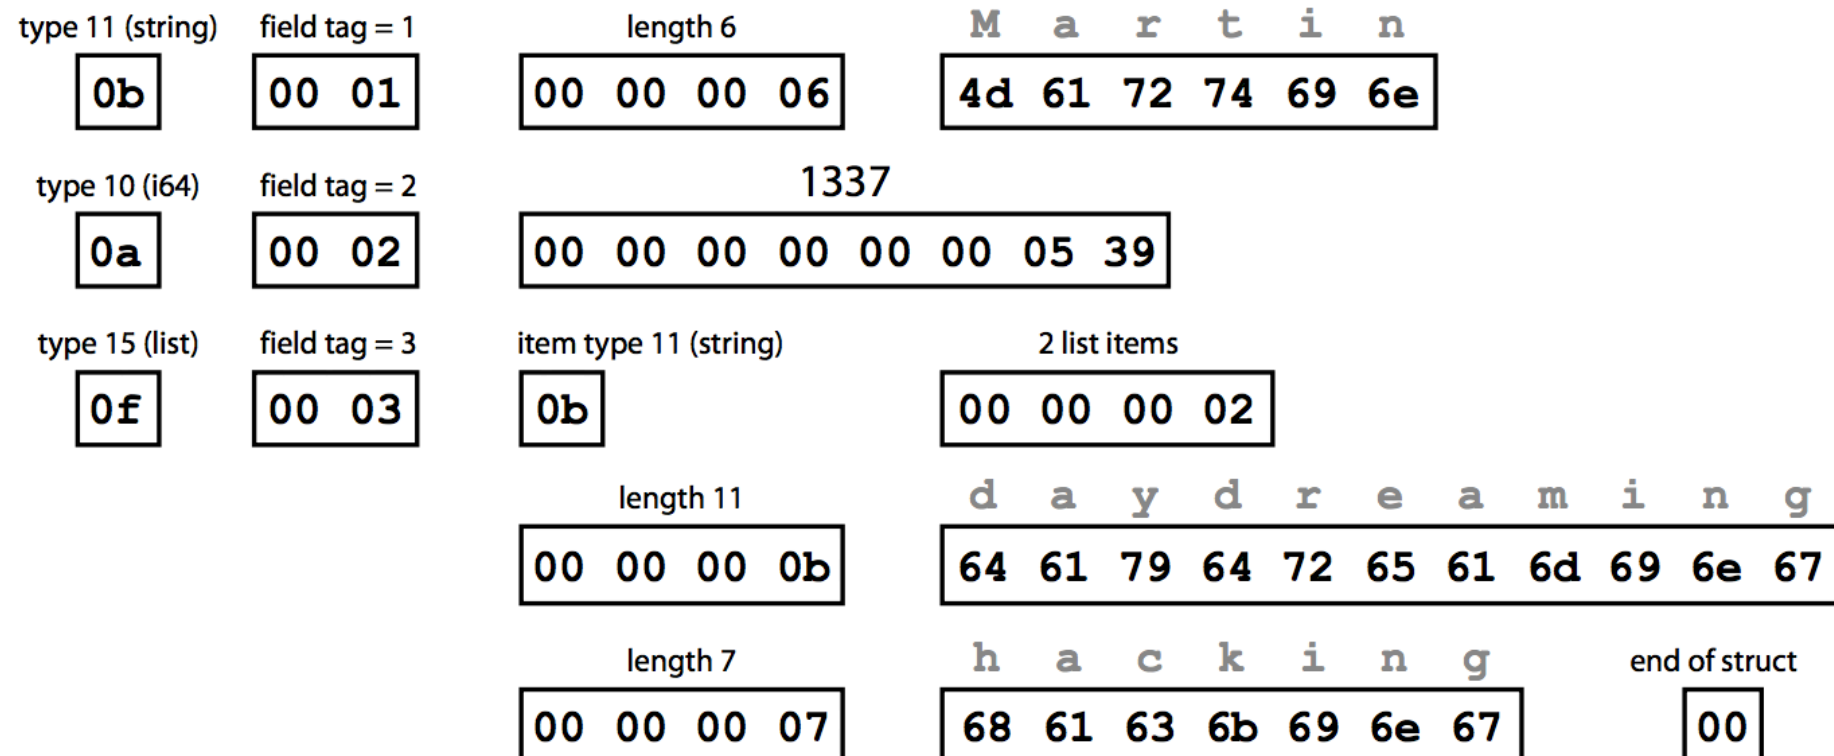 type 11 (string) field tag = 1 length 6 M a r t i n
0b 00 01 00 00 00 06 4d 61 72 74 69 6e
type 10 (i64) field tag = 2 1337
0a 00 02 00 00 00 00 00 00 05 39
type 15 (list) field tag = 3 item type 11 (string) 2 list items
0f 00 03 0b 00 00 00 02
length 11 d a y d r e a m i n g
00 00 00 0b 64 61 79 64 72 65 61 6d 69 6e 67
length 7 h a c k i n g end of struct
00 00 00 07 68 61 63 6b 69 6e 67 00